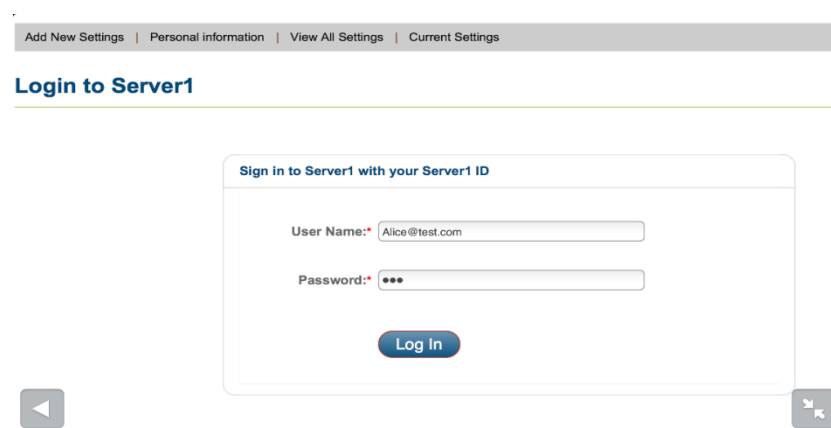 Add New Settings | Personal information | View All Settings | Current Settings
Login to Server1
Sign in to Server1 with your Server1 ID
User Name:* Alice@test.com
Password:* •••
Log In